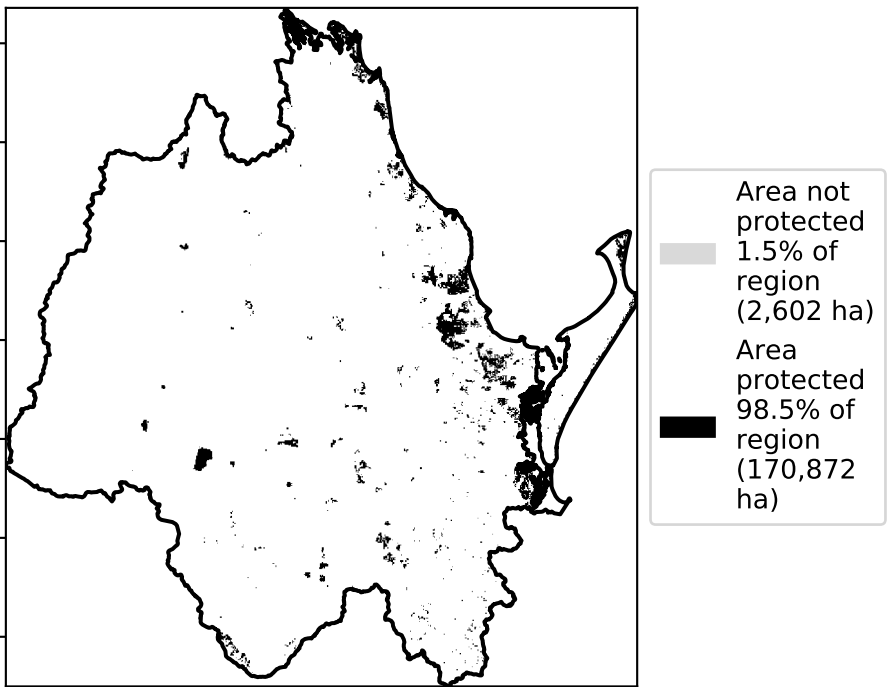 Area not
protected
1.5% of
region
(2,602 ha)
Area
protected
98.5% of
region
(170,872
ha)